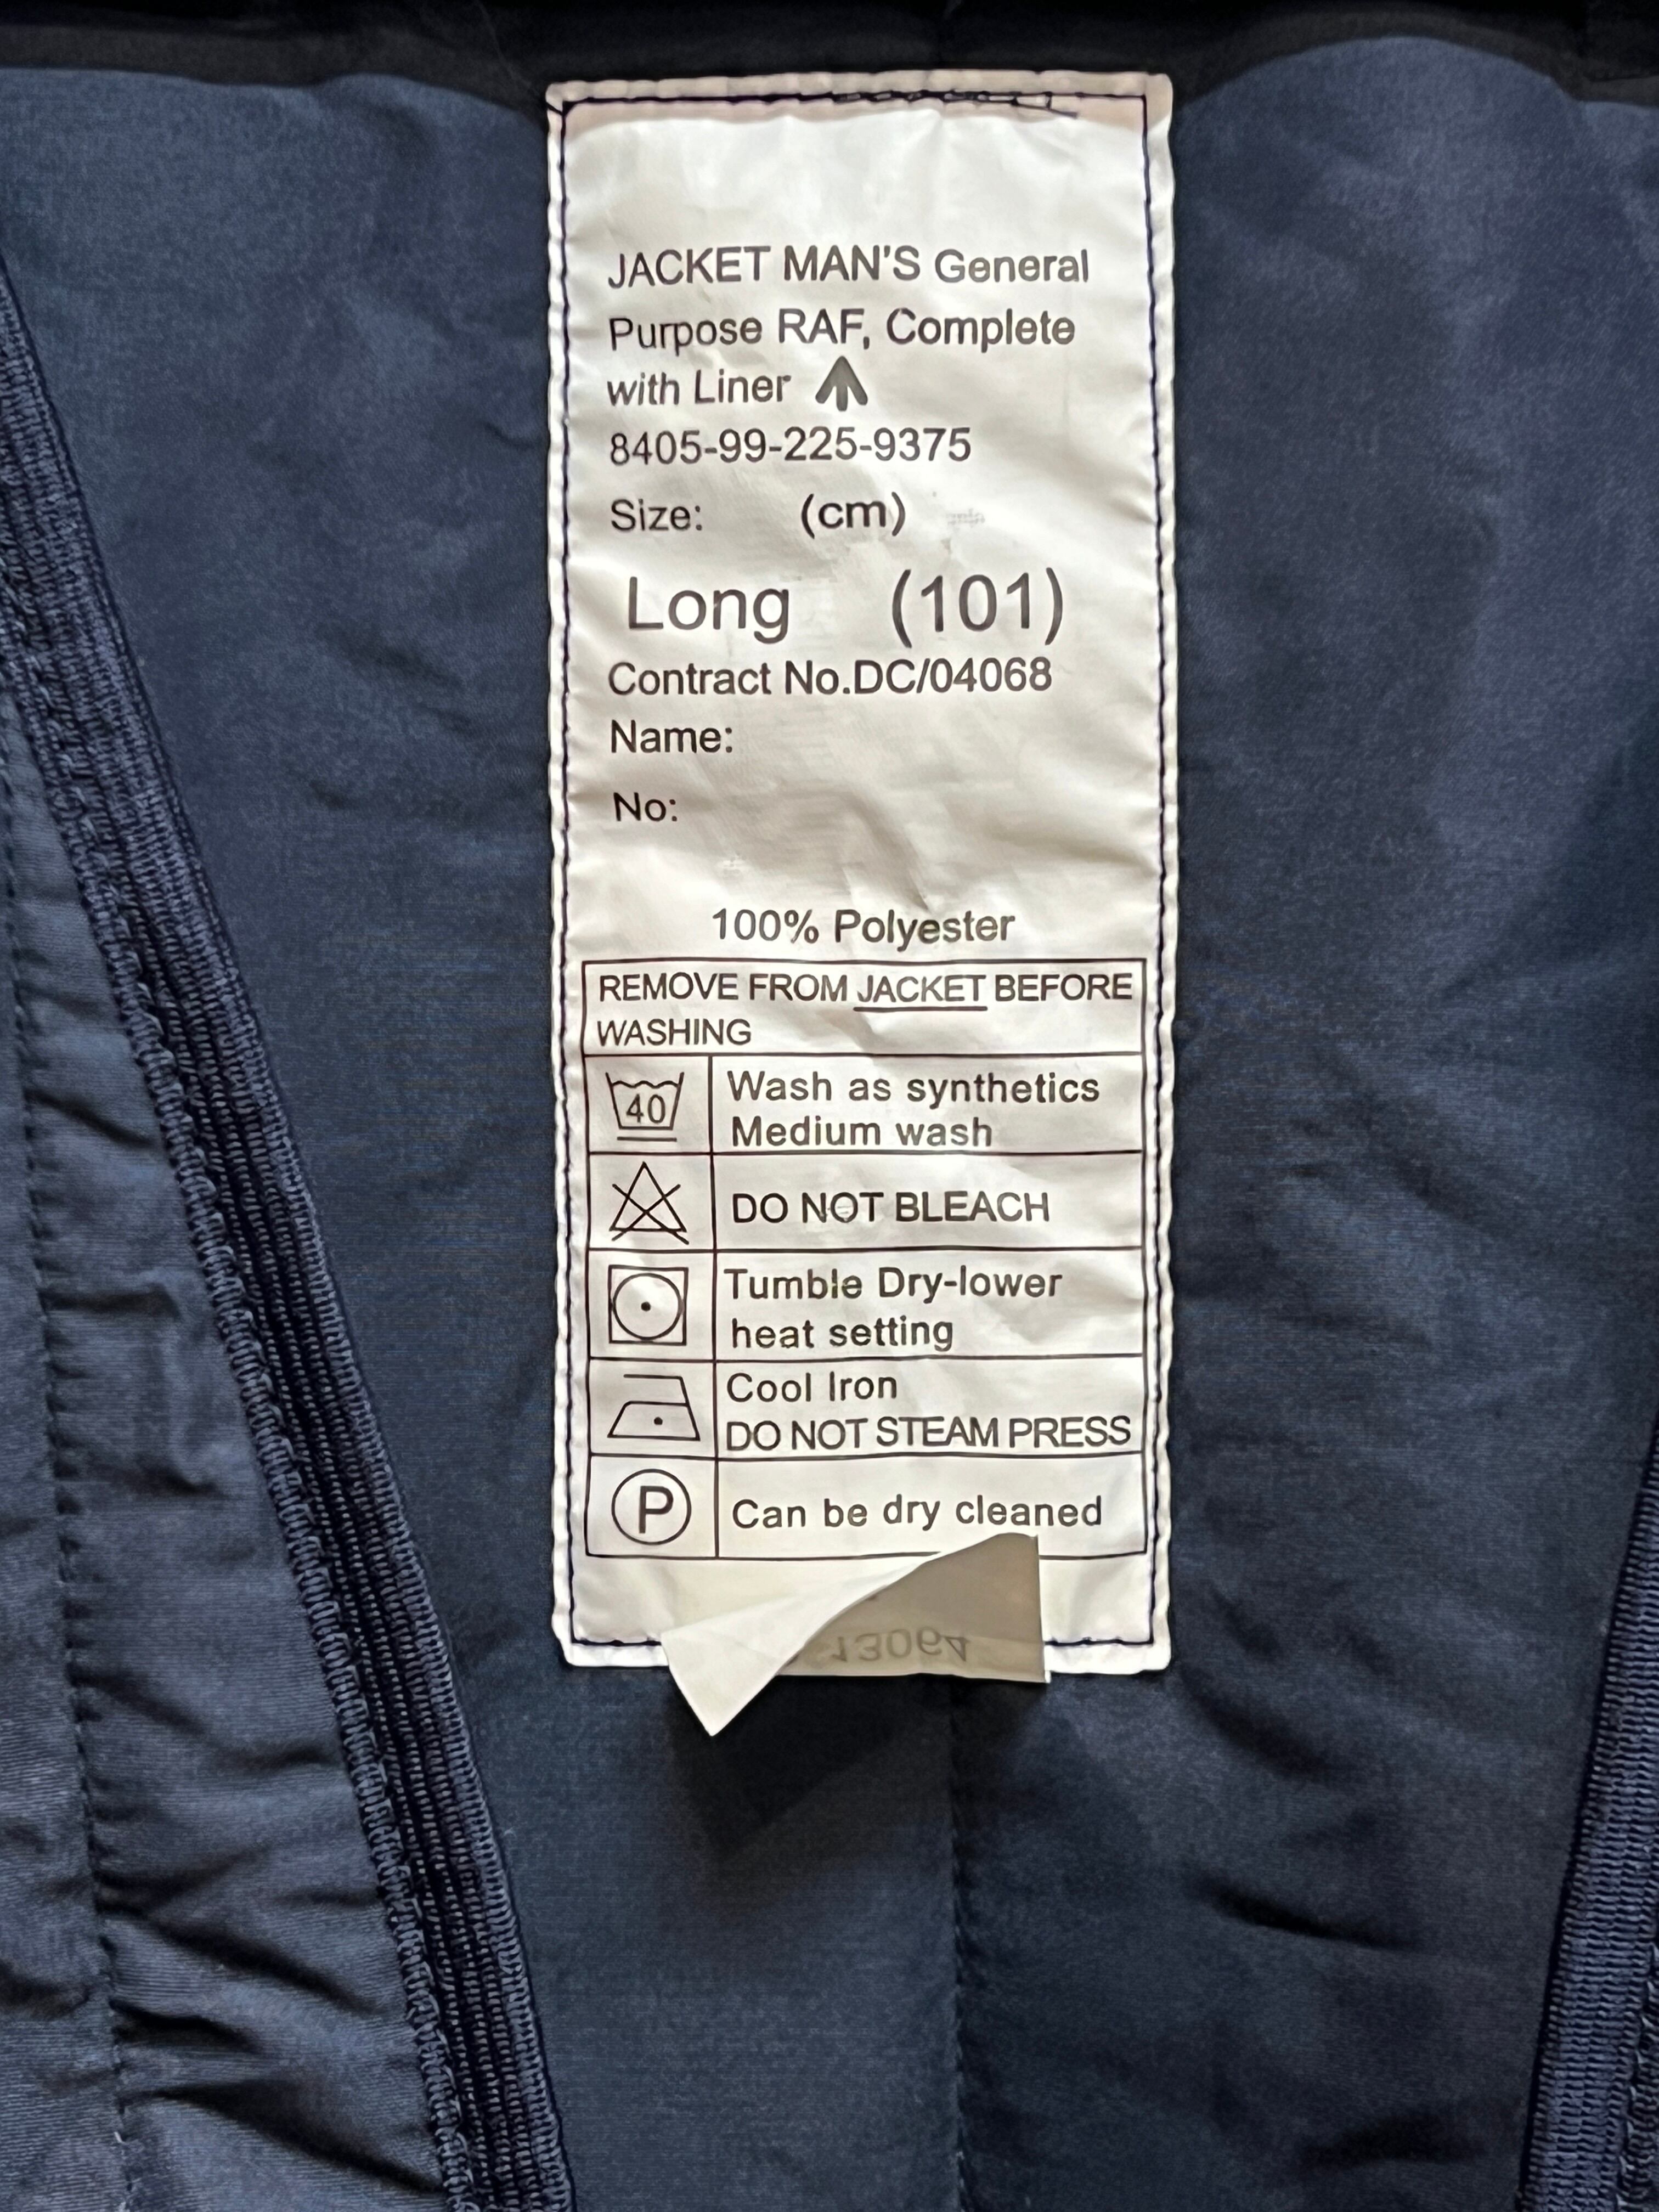 JACKET MAN'S General
Purpose RAF, Complete
with Liner
8405-99-225-9375
Size: (cm)
Long (101)
Contract No.DC/04068
Name:
No:
100% Polyester
REMOVE FROM JACKET BEFORE
WASHING
40
Wash as synthetics
Medium wash
DO NOT BLEACH
Tumble Dry-lower
heat setting
Cool Iron
DO NOT STEAM PRESS
P
Can be dry cleaned
13064